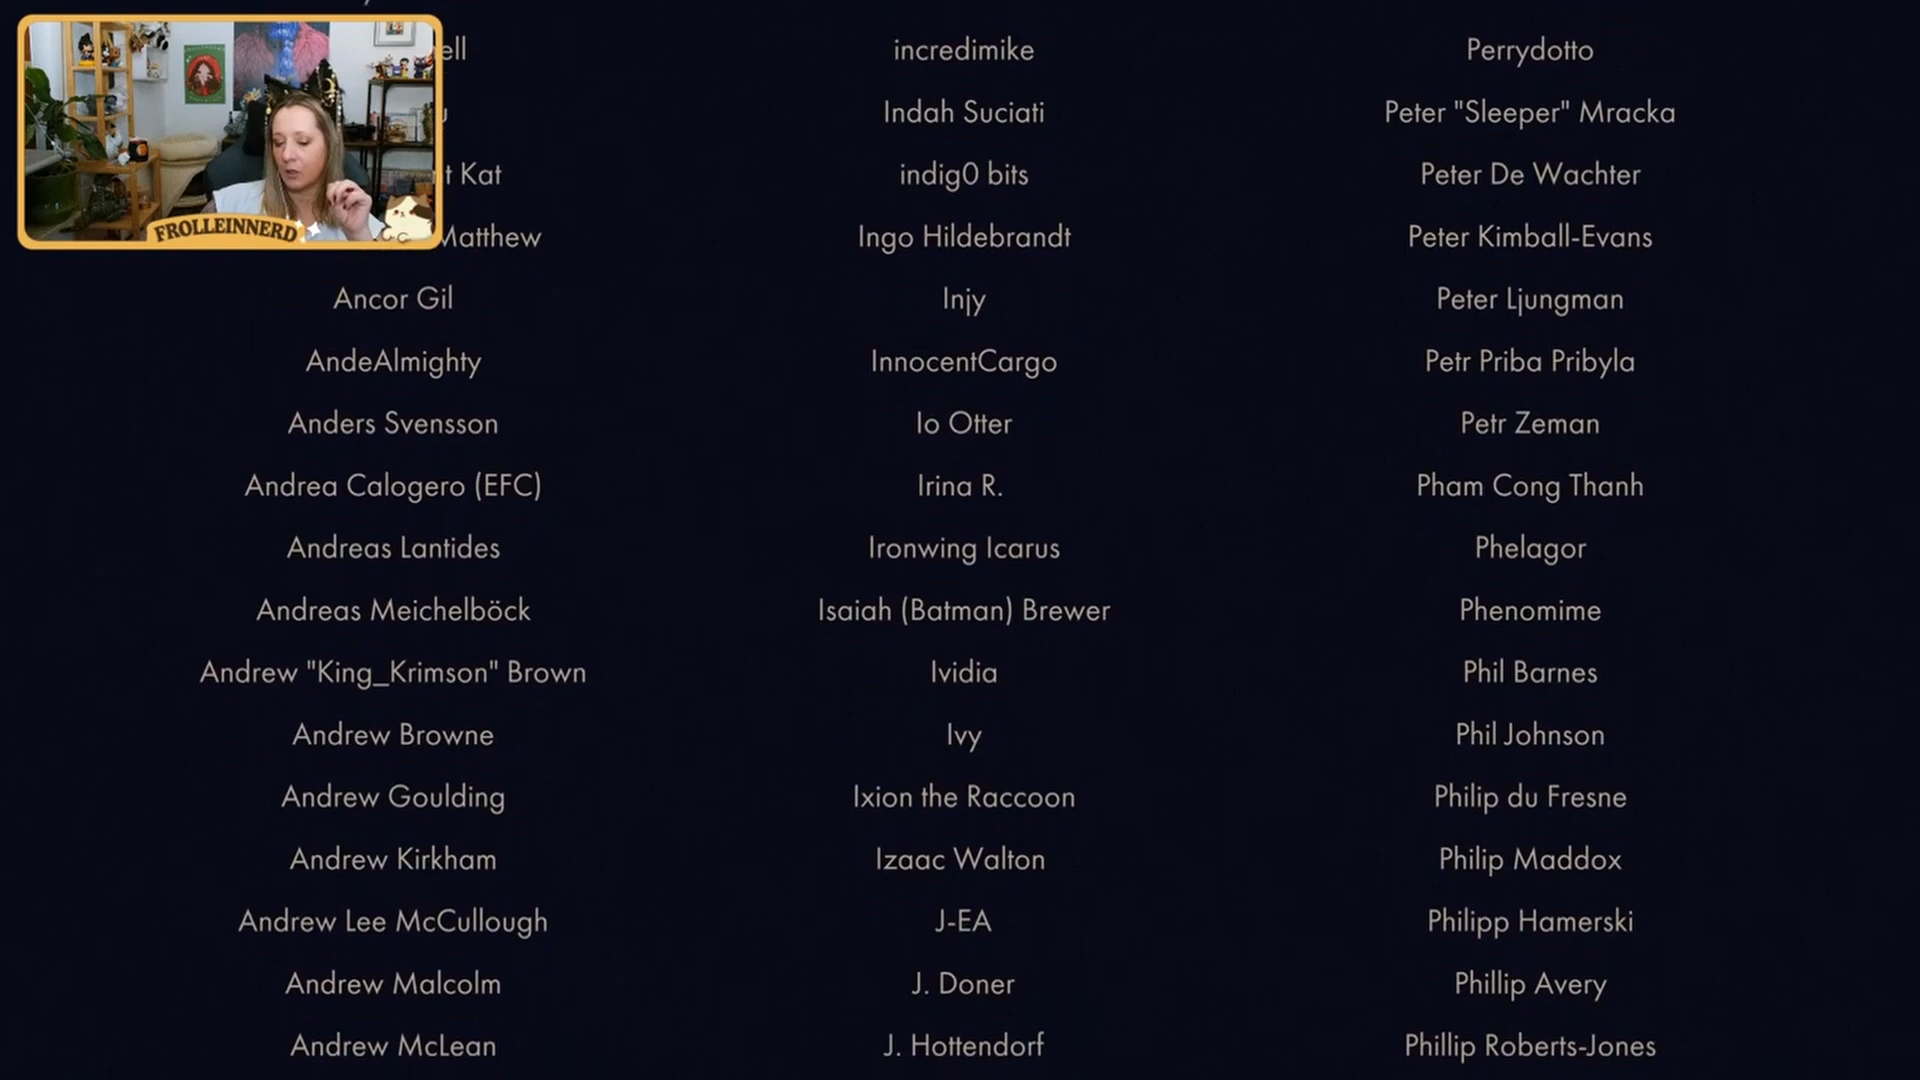 FROLLEINNERD
Kat
Matthew
Ancor Gil
AndeAlmighty
Anders Svensson
Andrea Calogero (EFC)
Andreas Lantides
Andreas Meichelböck
Andrew "King_Krimson" Brown
Andrew Browne
Andrew Goulding
Andrew Kirkham
Andrew Lee McCullough
Andrew Malcolm
Andrew McLean
incredimike
Indah Suciati
indig0 bits
Ingo Hildebrandt
Injy
InnocentCargo
Io Otter
Irina R.
Ironwing Icarus
Isaiah (Batman) Brewer
Ividia
Ivy
Ixion the Raccoon
Izaac Walton
J-EA
J. Doner
J. Hottendorf
Perrydotto
Peter "Sleeper" Mracka
Peter De Wachter
Peter Kimball-Evans
Peter Ljungman
Petr Priba Pribyla
Petr Zeman
Pham Cong Thanh
Phelagor
Phenomime
Phil Barnes
Phil Johnson
Philip du Fresne
Philip Maddox
Philipp Hamerski
Phillip Avery
Phillip Roberts-Jones